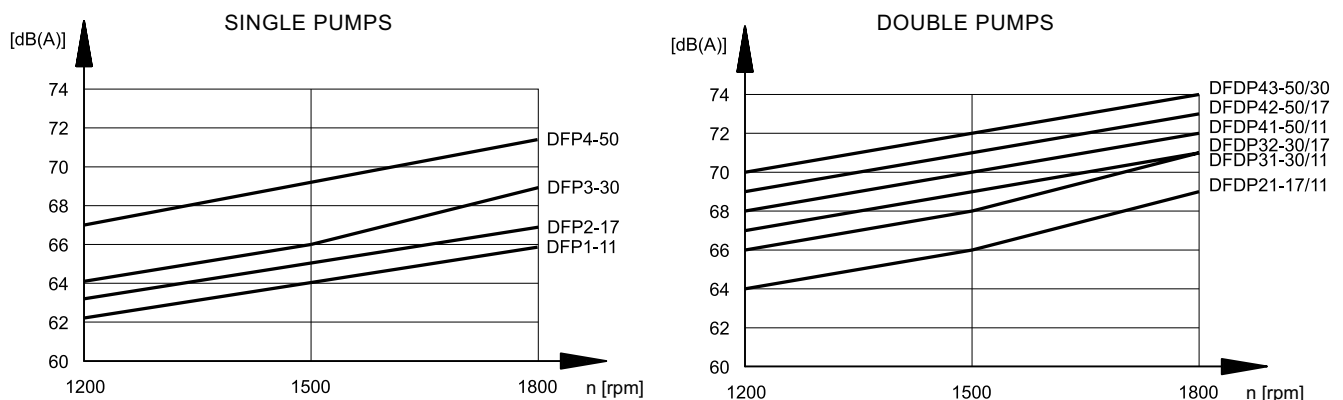 SINGLE PUMPS
[dB(A)]
74
72
70
68
66
64
62
60
1200
1500
1800
n [rpm]
DFP4-50
DFP3-30
DFP2-17
DFP1-11
DOUBLE PUMPS
[dB(A)]
74
72
70
68
66
64
62
60
1200
1500
1800
n [rpm]
DFDP43-50/30
DFDP42-50/17
DFDP41-50/11
DFDP32-30/17
DFDP31-30/11
DFDP21-17/11